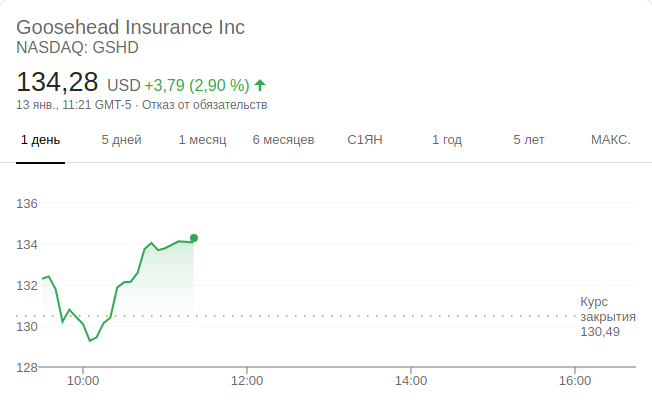 Goosehead Insurance Inc
NASDAQ: GSHD
134,28 USD +3,79 (2,90 %)
13 янв., 11:21 GMT-5 · Отказ от обязательств
1 день 5 дней 1 месяц 6 месяцев С1ЯН 1 год 5 лет МАКС.
136
134
132
Курс
закрытия
130,49
130
128
10:00 12:00 14:00 16:00